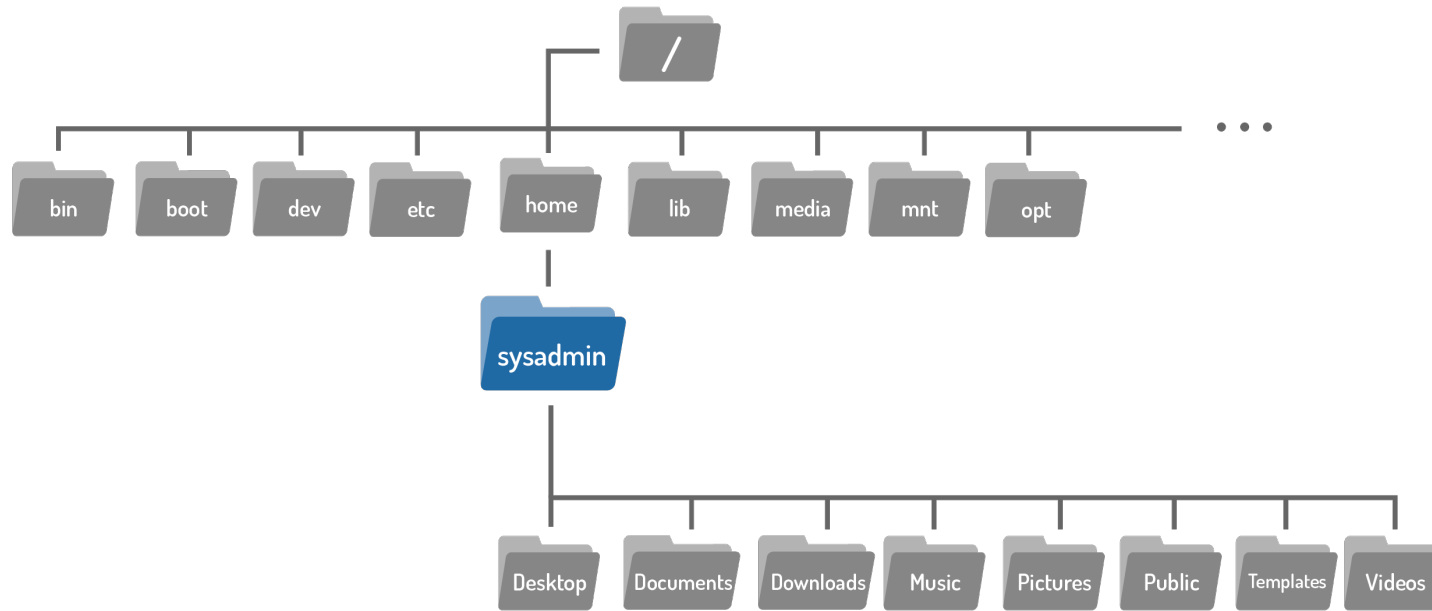 /
bin
boot
dev
etc
home
lib
media
mnt
opt
sysadmin
Desktop
Documents
Downloads
Music
Pictures
Public
Templates
Videos